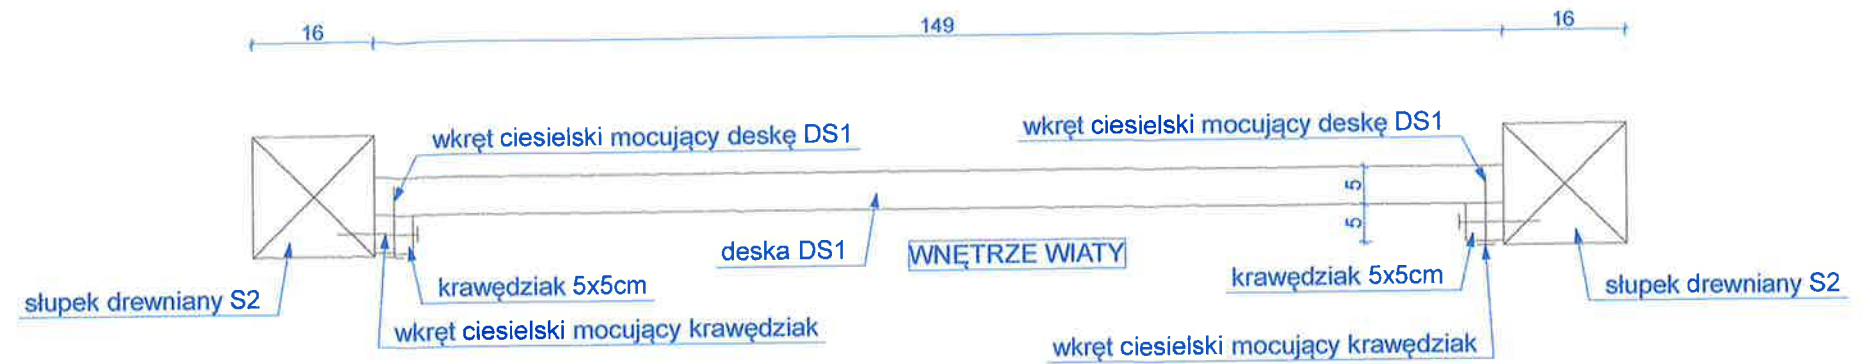 16
149
16
wkręt ciesielski mocujący deskę DS1
wkręt ciesielski mocujący deskę DS1
5
5
deska DS1
WNĘTRZE WIATY
krawędziak 5x5cm
krawędziak 5x5cm
słupek drewniany S2
słupek drewniany S2
wkręt ciesielski mocujący krawędziak
wkręt ciesielski mocujący krawędziak